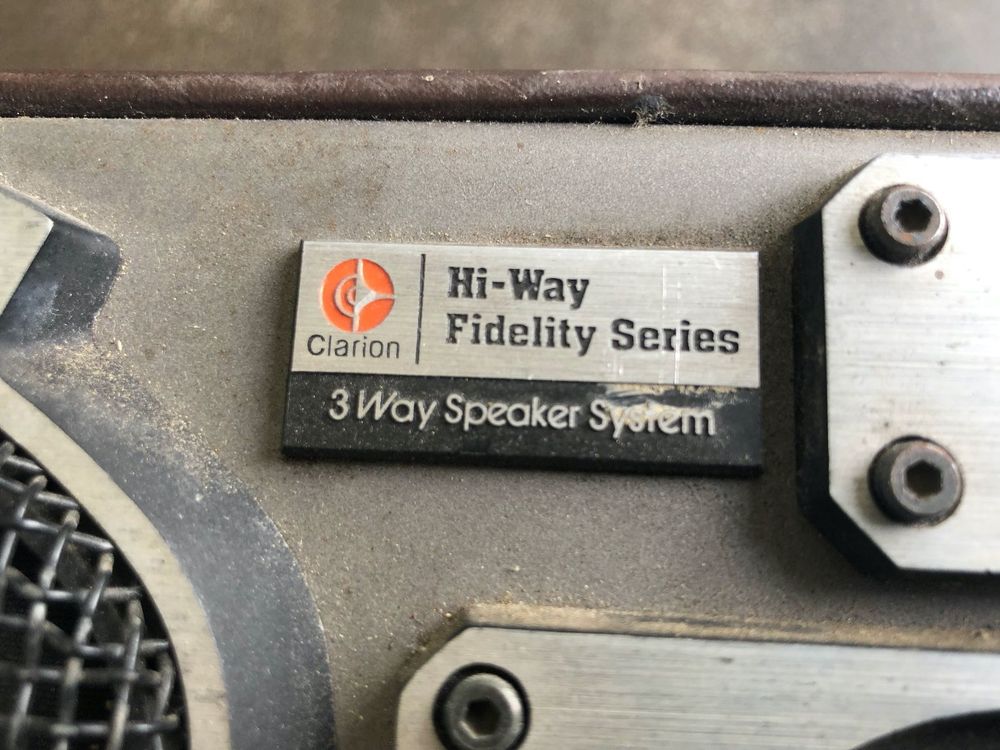 Clarion
Hi-Way
Fidelity Series
3 Way Speaker System